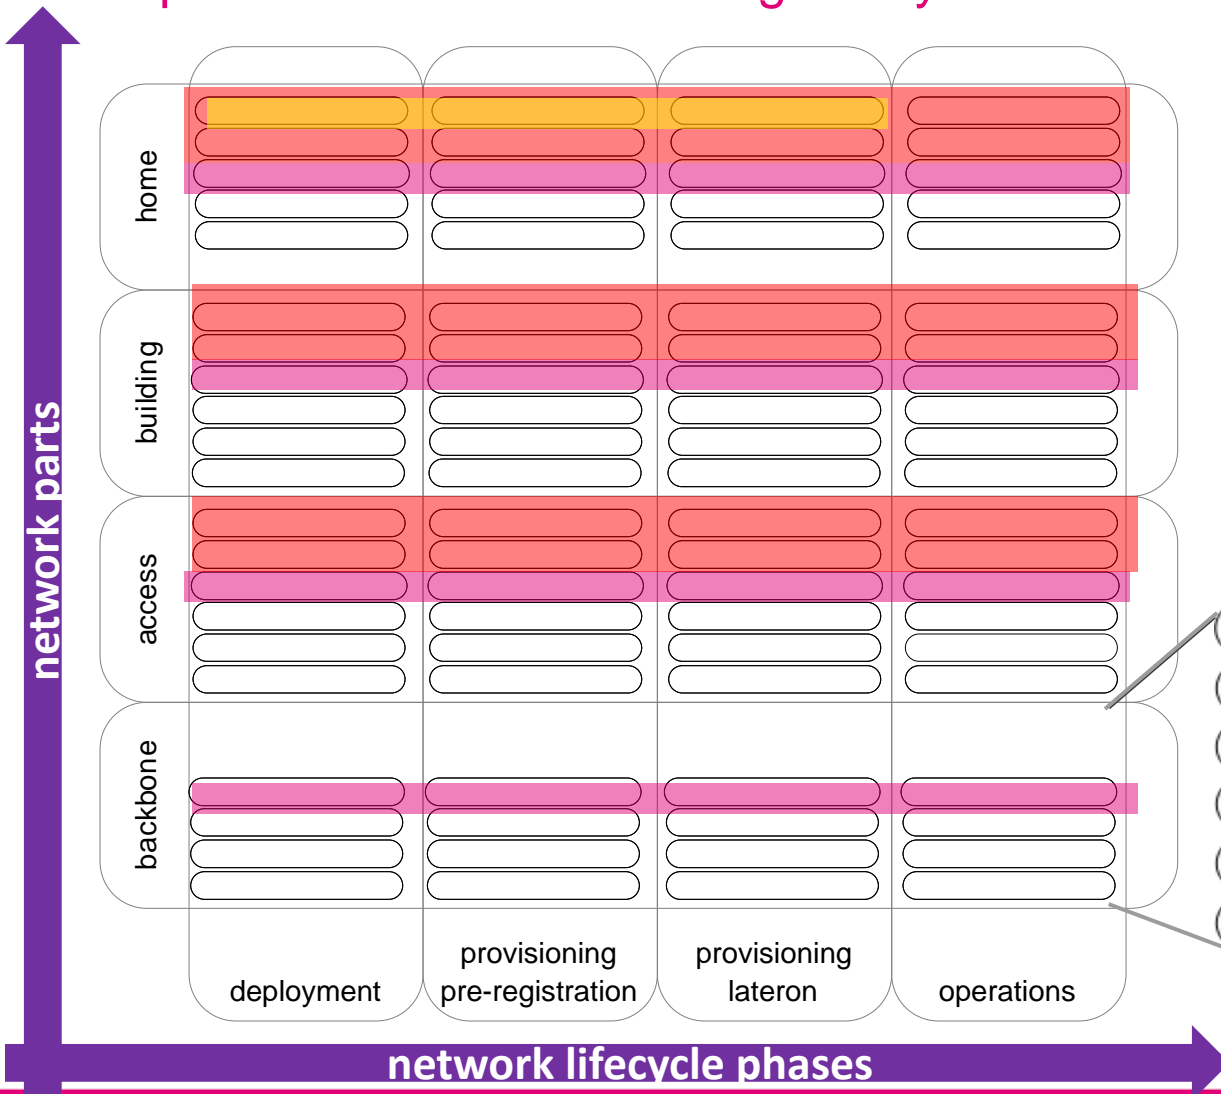 home
building
access
backbone
network parts
provisioning provisioning
deployment pre-registration lateron operations
network lifecycle phases